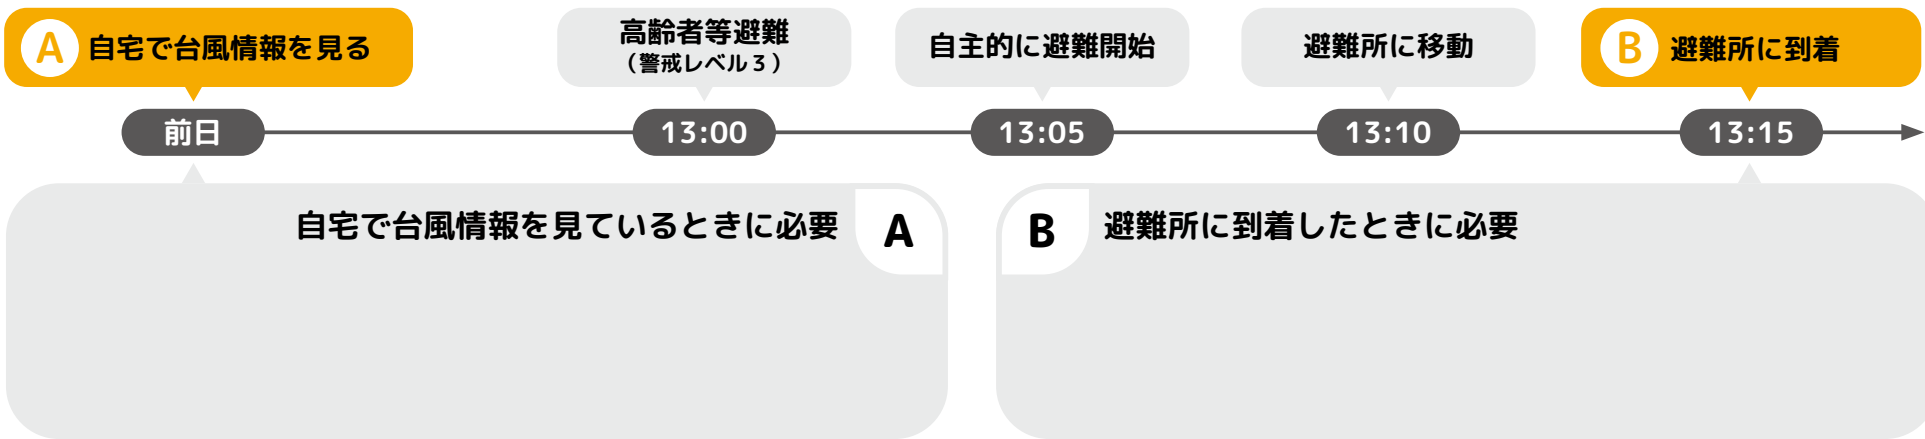 A 自宅で台風情報を見る
高齢者等避難
（警戒レベル３）
自主的に避難開始
避難所に移動
B 避難所に到着
前日
13:00
13:05
13:10
13:15
自宅で台風情報を見ているときに必要 A
B 避難所に到着したときに必要